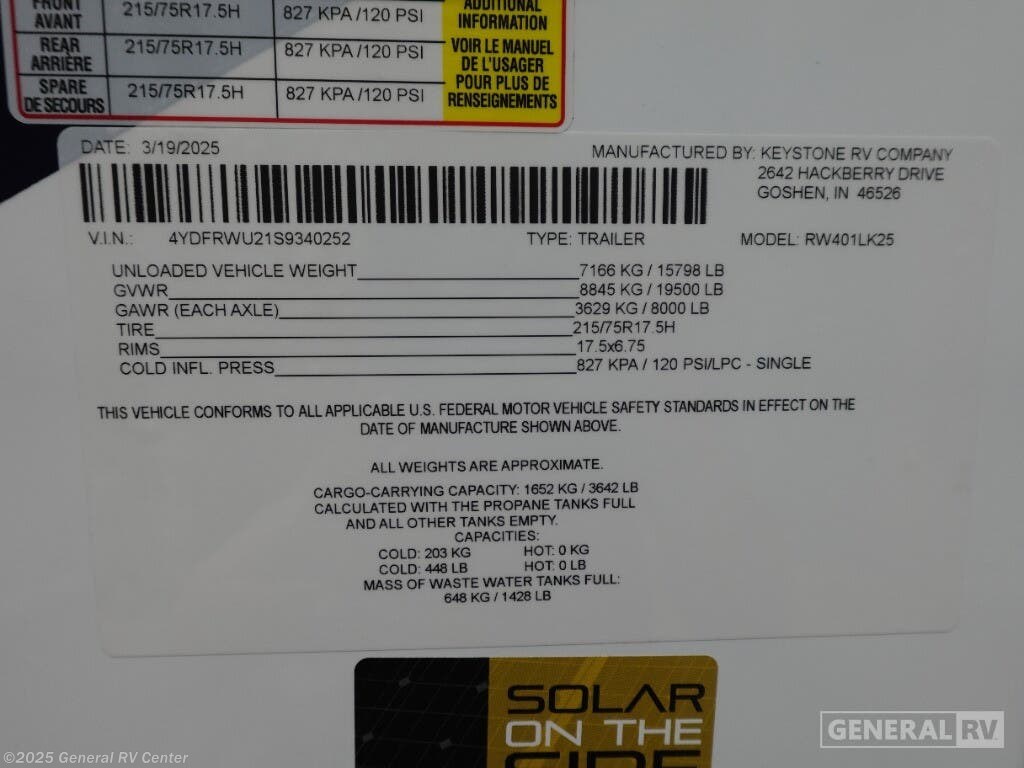 FRONT 215/75R17.5H 827 KPA /120 PSI ADDITIONAL
AVANT INFORMATION
REAR 215/75R17.5H 827 KPA /120 PSI VOIR LE MANUEL
ARRIÈRE DE L'USAGER
SPARE 215/75R17.5H 827 KPA /120 PSI POUR PLUS DE
DE SECOURS RENSEIGNEMENTS
DATE: 3/19/2025 MANUFACTURED BY: KEYSTONE RV COMPANY
2642 HACKBERRY DRIVE
GOSHEN, IN 46526
V.I.N.: 4YDFRWU21S9340252 TYPE: TRAILER MODEL: RW401LK25
UNLOADED VEHICLE WEIGHT 7166 KG / 15798 LB
GVWR 8845 KG / 19500 LB
GAWR (EACH AXLE) 3629 KG / 8000 LB
TIRE 215/75R17.5H
RIMS 17.5x6.75
COLD INFL. PRESS 827 KPA / 120 PSI/LPC - SINGLE
THIS VEHICLE CONFORMS TO ALL APPLICABLE U.S. FEDERAL MOTOR VEHICLE SAFETY STANDARDS IN EFFECT ON THE
DATE OF MANUFACTURE SHOWN ABOVE.
ALL WEIGHTS ARE APPROXIMATE.
CARGO-CARRYING CAPACITY: 1652 KG / 3642 LB
CALCULATED WITH THE PROPANE TANKS FULL
AND ALL OTHER TANKS EMPTY.
CAPACITIES:
COLD: 203 KG HOT: 0 KG
COLD: 448 LB HOT: 0 LB
MASS OF WASTE WATER TANKS FULL:
648 KG / 1428 LB
SOLAR
ON THE
SIDE
GENERAL RV
©2025 General RV Center